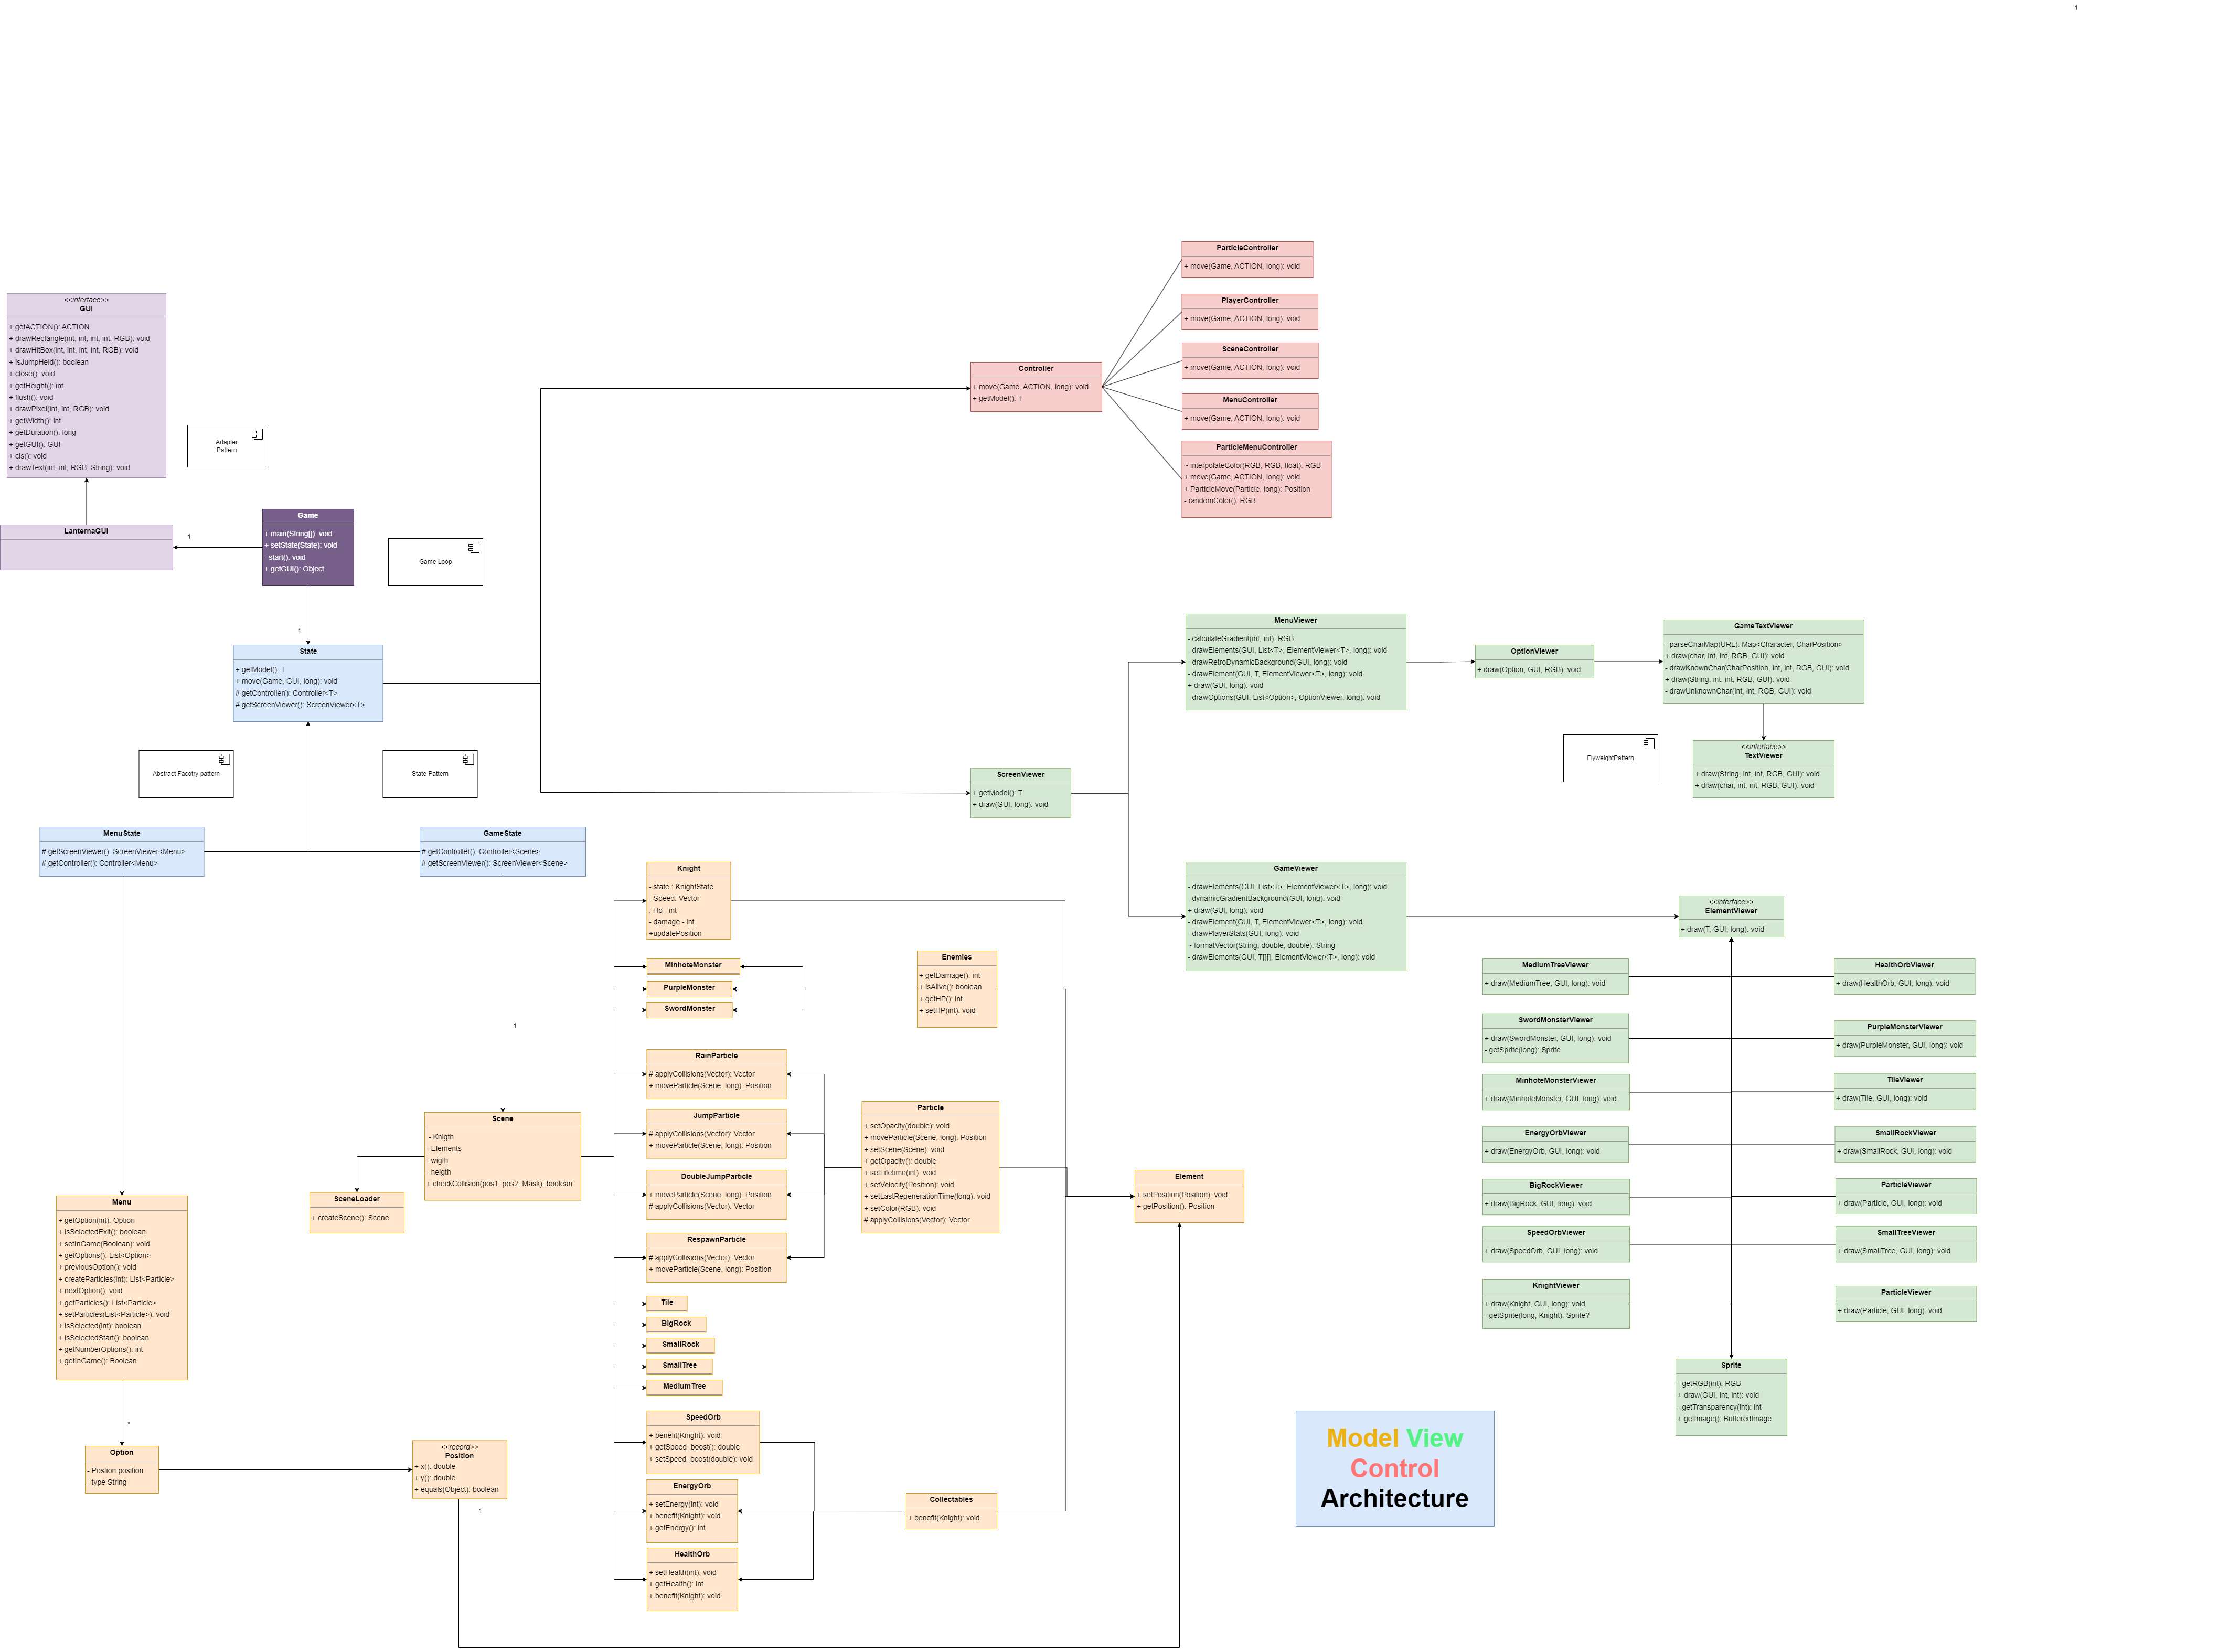 1
ParticleController
+ move(Game, ACTION, long): void
PlayerController
+ move(Game, ACTION, long): void
SceneController
+ move(Game, ACTION, long): void
MenuController
+ move(Game, ACTION, long): void
ParticleMenuController
~ interpolateColor(RGB, RGB, float): RGB
+ move(Game, ACTION, long): void
+ ParticleMove(Particle, long): Position
- randomColor(): RGB
Controller
+ move(Game, ACTION, long): void
+ getModel(): T
<<interface>>
GUI
+ getACTION(): ACTION
+ drawRectangle(int, int, int, int, RGB): void
+ drawHitBox(int, int, int, int, RGB): void
+ isJumpHeld(): boolean
+ close(): void
+ getHeight(): int
+ flush(): void
+ drawPixel(int, int, RGB): void
+ getWidth(): int
+ getDuration(): long
+ getGUI(): GUI
+ cls(): void
+ drawText(int, int, RGB, String): void
Adapter
Pattern
LanternaGUI
1
Game
+ main(String[]): void
+ setState(State): void
- start(): void
+ getGUI(): Object
Game Loop
1
State
+ getModel(): T
+ move(Game, GUI, long): void
# getController(): Controller<T>
# getScreenViewer(): ScreenViewer<T>
Abstract Facotry pattern
State Pattern
MenuState
# getScreenViewer(): ScreenViewer<Menu>
# getController(): Controller<Menu>
GameState
# getController(): Controller<Scene>
# getScreenViewer(): ScreenViewer<Scene>
ScreenViewer
+ getModel(): T
+ draw(GUI, long): void
MenuViewer
- calculateGradient(int, int): RGB
- drawElements(GUI, List<T>, ElementViewer<T>, long): void
- drawRetroDynamicBackground(GUI, long): void
- drawElement(GUI, T, ElementViewer<T>, long): void
+ draw(GUI, long): void
- drawOptions(GUI, List<Option>, OptionViewer, long): void
OptionViewer
+ draw(Option, GUI, RGB): void
GameTextViewer
- parseCharMap(URL): Map<Character, CharPosition>
+ draw(char, int, int, RGB, GUI): void
- drawKnownChar(CharPosition, int, int, RGB, GUI): void
+ draw(String, int, int, RGB, GUI): void
- drawUnknownChar(int, int, RGB, GUI): void
FlyweightPattern
<<interface>>
TextViewer
+ draw(String, int, int, RGB, GUI): void
+ draw(char, int, int, RGB, GUI): void
GameViewer
- drawElements(GUI, List<T>, ElementViewer<T>, long): void
- dynamicGradientBackground(GUI, long): void
+ draw(GUI, long): void
- drawElement(GUI, T, ElementViewer<T>, long): void
- drawPlayerStats(GUI, long): void
~ formatVector(String, double, double): String
- drawElements(GUI, T[][], ElementViewer<T>, long): void
<<interface>>
ElementViewer
+ draw(T, GUI, long): void
MediumTreeViewer
+ draw(MediumTree, GUI, long): void
HealthOrbViewer
+ draw(HealthOrb, GUI, long): void
SwordMonsterViewer
+ draw(SwordMonster, GUI, long): void
- getSprite(long): Sprite
PurpleMonsterViewer
+ draw(PurpleMonster, GUI, long): void
MinhoteMonsterViewer
+ draw(MinhoteMonster, GUI, long): void
TileViewer
+ draw(Tile, GUI, long): void
EnergyOrbViewer
+ draw(EnergyOrb, GUI, long): void
SmallRockViewer
+ draw(SmallRock, GUI, long): void
BigRockViewer
+ draw(BigRock, GUI, long): void
ParticleViewer
+ draw(Particle, GUI, long): void
SpeedOrbViewer
+ draw(SpeedOrb, GUI, long): void
SmallTreeViewer
+ draw(SmallTree, GUI, long): void
KnightViewer
+ draw(Knight, GUI, long): void
- getSprite(long, Knight): Sprite?
ParticleViewer
+ draw(Particle, GUI, long): void
Sprite
- getRGB(int): RGB
+ draw(GUI, int, int): void
- getTransparency(int): int
+ getImage(): BufferedImage
Knight
- state : KnightState
- Speed: Vector
. Hp - int
- damage - int
+updatePosition
MinhoteMonster
PurpleMonster
SwordMonster
Enemies
+ getDamage(): int
+ isAlive(): boolean
+ getHP(): int
+ setHP(int): void
1
RainParticle
# applyCollisions(Vector): Vector
+ moveParticle(Scene, long): Position
JumpParticle
# applyCollisions(Vector): Vector
+ moveParticle(Scene, long): Position
DoubleJumpParticle
+ moveParticle(Scene, long): Position
# applyCollisions(Vector): Vector
RespawnParticle
# applyCollisions(Vector): Vector
+ moveParticle(Scene, long): Position
Particle
+ setOpacity(double): void
+ moveParticle(Scene, long): Position
+ setScene(Scene): void
+ getOpacity(): double
+ setLifetime(int): void
+ setVelocity(Position): void
+ setLastRegenerationTime(long): void
+ setColor(RGB): void
# applyCollisions(Vector): Vector
Element
+ setPosition(Position): void
+ getPosition(): Position
Scene
- Knigth
- Elements
- wigth
- heigth
+ checkCollision(pos1, pos2, Mask): boolean
SceneLoader
+ createScene(): Scene
Menu
+ getOption(int): Option
+ isSelectedExit(): boolean
+ setInGame(Boolean): void
+ getOptions(): List<Option>
+ previousOption(): void
+ createParticles(int): List<Particle>
+ nextOption(): void
+ getParticles(): List<Particle>
+ setParticles(List<Particle>): void
+ isSelected(int): boolean
+ isSelectedStart(): boolean
+ getNumberOptions(): int
+ getInGame(): Boolean
*
Tile
BigRock
SmallRock
SmallTree
MediumTree
SpeedOrb
+ benefit(Knight): void
+ getSpeed_boost(): double
+ setSpeed_boost(double): void
EnergyOrb
+ setEnergy(int): void
+ benefit(Knight): void
+ getEnergy(): int
HealthOrb
+ setHealth(int): void
+ getHealth(): int
+ benefit(Knight): void
Collectables
+ benefit(Knight): void
Option
- Postion position
- type String
<<record>>
Position
+ x(): double
+ y(): double
+ equals(Object): boolean
1
Model View
Control
Architecture